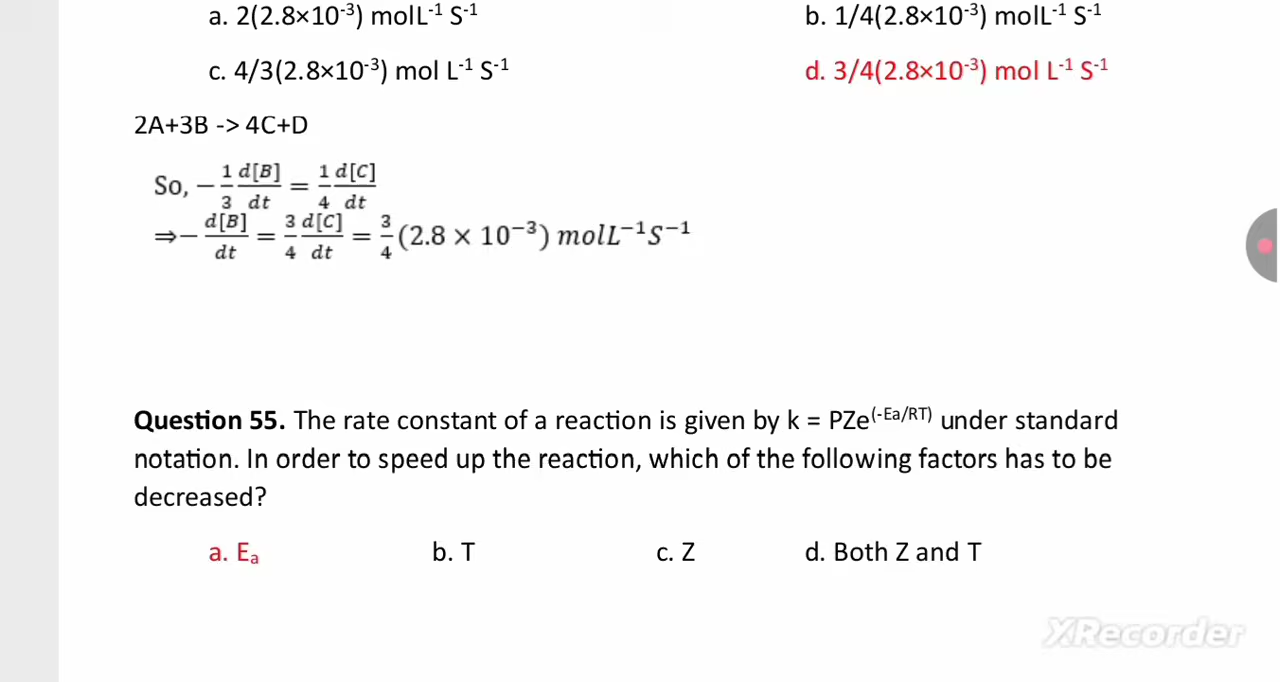 a. 2(2.8×10⁻³) molL⁻¹ S⁻¹ b. 1/4(2.8×10⁻³) molL⁻¹ S⁻¹
c. 4/3(2.8×10⁻³) mol L⁻¹ S⁻¹ d. 3/4(2.8×10⁻³) mol L⁻¹ S⁻¹
2A+3B -> 4C+D
So, −1/3 d[B]/dt = 1/4 d[C]/dt
⇒− d[B]/dt = 3/4 d[C]/dt = 3/4 (2.8 × 10⁻³) molL⁻¹S⁻¹
Question 55. The rate constant of a reaction is given by k = PZe⁽⁻ᴱᵃ/ᴿᵀ⁾ under standard
notation. In order to speed up the reaction, which of the following factors has to be
decreased?
a. Eₐ b. T c. Z d. Both Z and T
XRecorder